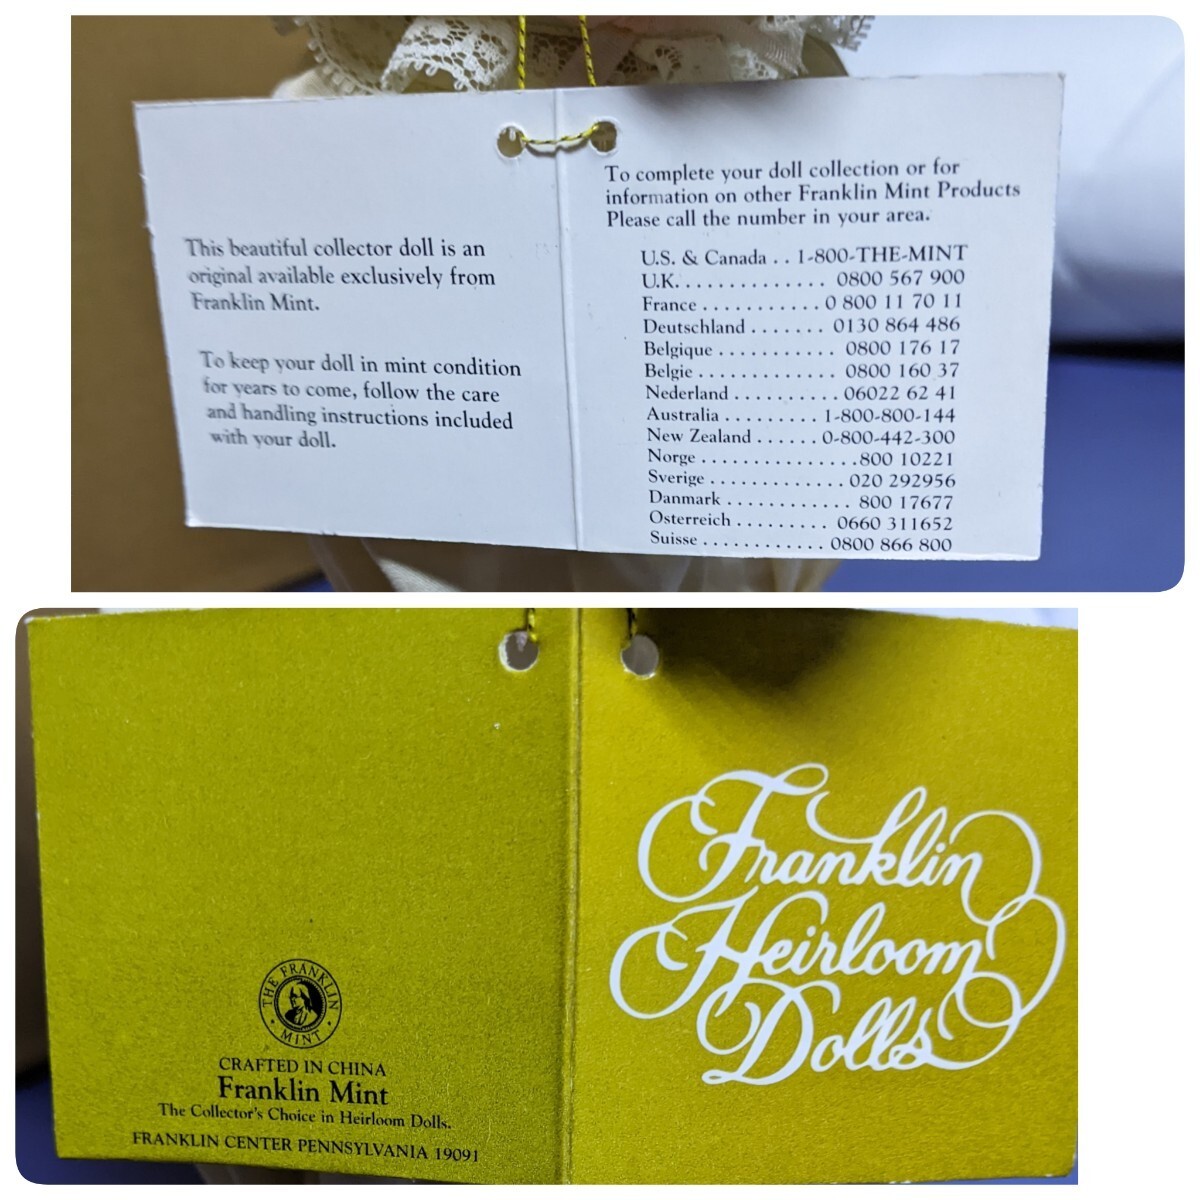 This beautiful collector doll is an
original available exclusively from
Franklin Mint.
To keep your doll in mint condition
for years to come, follow the care
and handling instructions included
with your doll.
To complete your doll collection or for
information on other Franklin Mint Products
Please call the number in your area.
U.S. & Canada . . 1-800-THE-MINT
U.K. . . . . . . . . . . . . . 0800 567 900
France . . . . . . . . . . . 0 800 11 70 11
Deutschland . . . . . . . 0130 864 486
Belgique . . . . . . . . . . . 0800 176 17
Belgie . . . . . . . . . . . . . 0800 160 37
Nederland . . . . . . . . . . 06022 62 41
Australia . . . . . . . . . 1-800-800-144
New Zealand . . . . . . 0-800-442-300
Norge . . . . . . . . . . . . . . . 800 10221
Sverige . . . . . . . . . . . . . 020 292956
Danmark . . . . . . . . . . . . 800 17677
Osterreich . . . . . . . . . 0660 311652
Suisse . . . . . . . . . . . . 0800 866 800
THE FRANKLIN
MINT
CRAFTED IN CHINA
Franklin Mint
The Collector's Choice in Heirloom Dolls.
FRANKLIN CENTER PENNSYLVANIA 19091
Franklin
Heirloom
Dolls